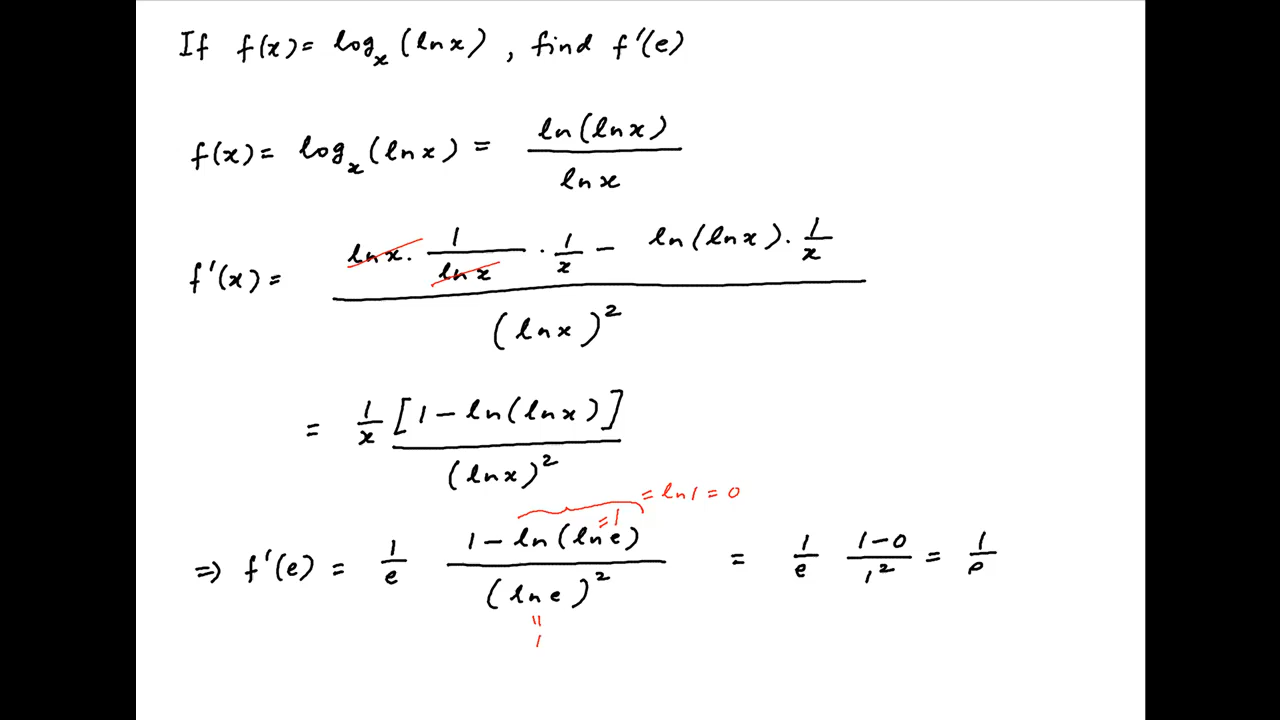 If f(x) = log_x (ln x) , find f'(e)
f(x) = log_x (ln x) = ln(ln x) / ln x
f'(x) = (ln x · 1/(ln x) · 1/x − ln(ln x) · 1/x) / (ln x)^2
= 1/x [1 − ln(ln x)] / (ln x)^2
= ln 1 = 0
= 1
⇒ f'(e) = 1/e (1 − ln(ln e)) / (ln e)^2 = 1/e (1−0)/1^2 = 1/e
" 1